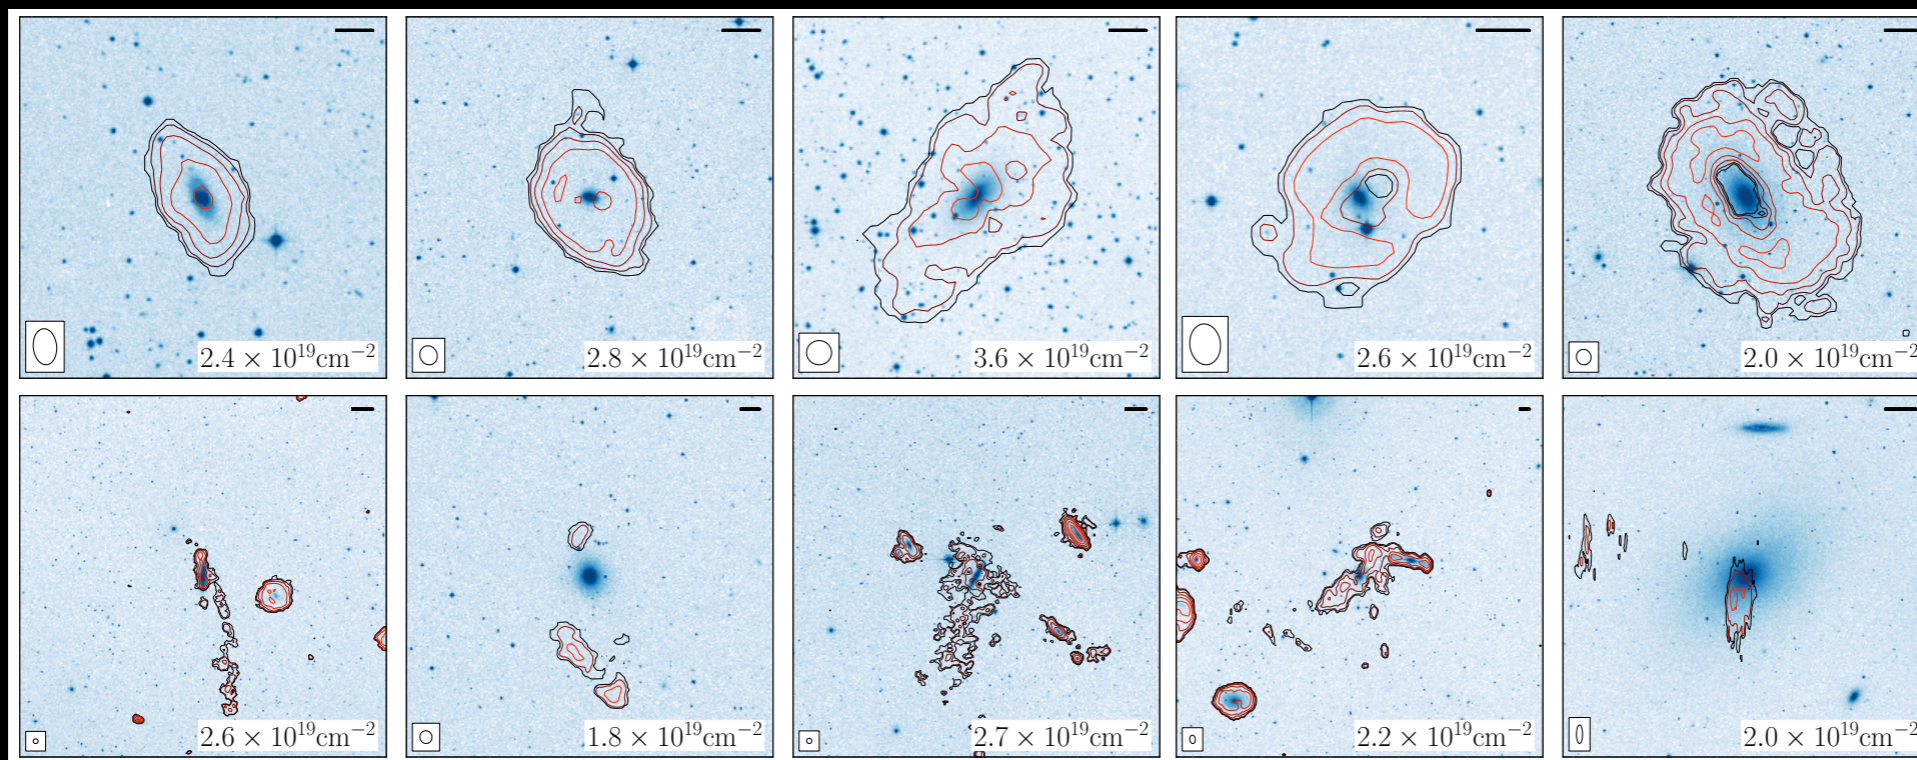 2.4 × 10¹⁹cm⁻²
2.8 × 10¹⁹cm⁻²
3.6 × 10¹⁹cm⁻²
2.6 × 10¹⁹cm⁻²
2.0 × 10¹⁹cm⁻²
2.6 × 10¹⁹cm⁻²
1.8 × 10¹⁹cm⁻²
2.7 × 10¹⁹cm⁻²
2.2 × 10¹⁹cm⁻²
2.0 × 10¹⁹cm⁻²